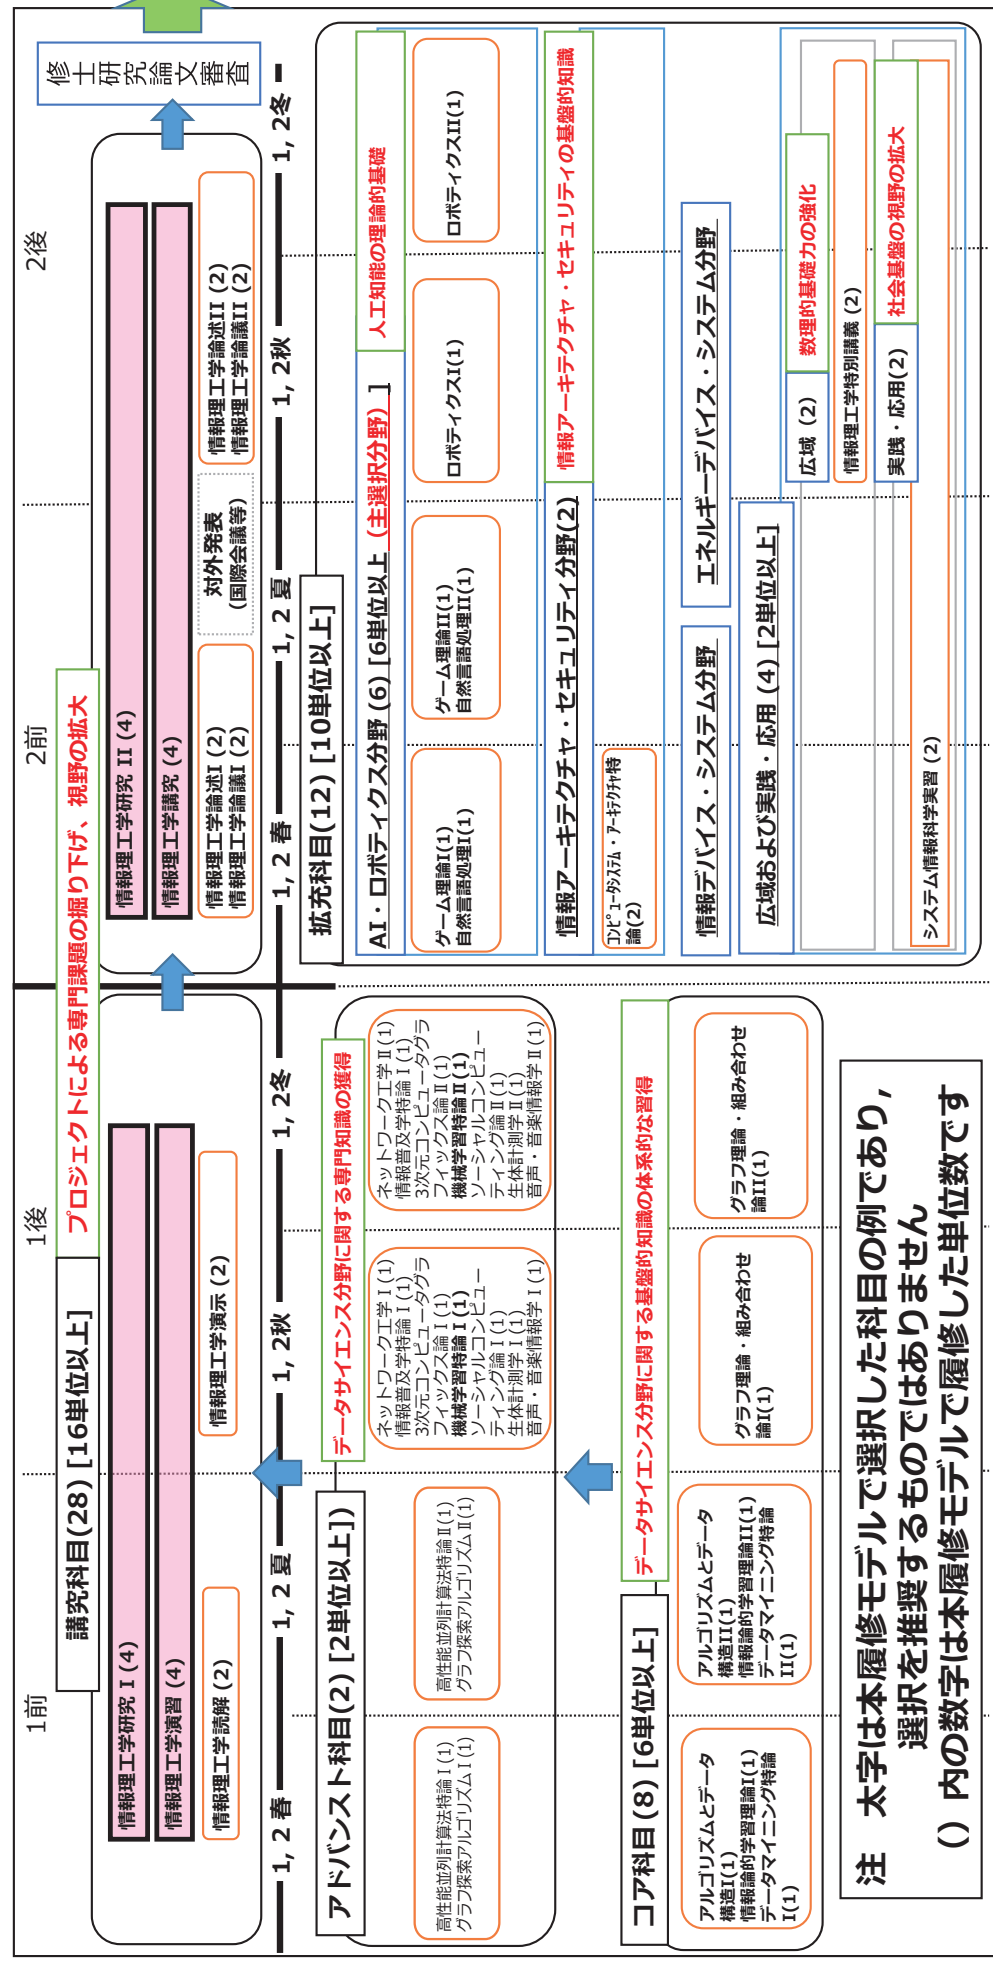 1前
1後
2前
2後
講究科目(28) [16単位以上]
プロジェクトによる専門課題の掘り下げ、視野の拡大
修士研究論文審査
情報理工学研究 I (4)
情報理工学演習 (4)
情報理工学読解 (2)
情報理工学演示 (2)
情報理工学研究 II (4)
情報理工学講究 (4)
情報理工学論述I (2)
情報理工学論議I (2)
対外発表
(国際会議等)
情報理工学論述II (2)
情報理工学論議II (2)
1, 2 春
1, 2 夏
1, 2秋
1, 2冬
1, 2 春
1, 2 夏
1, 2秋
1, 2冬
アドバンスト科目(2) [2単位以上])
データサイエンス分野に関する専門知識の獲得
高性能並列計算法特論 I (1)
グラフ探索アルゴリズム I (1)
高性能並列計算法特論 II (1)
グラフ探索アルゴリズム II (1)
ネットワーク工学 I (1)
情報普及学特論 I (1)
3次元コンピュータグラ
フィックス論 I (1)
機械学習特論 I (1)
ソーシャルコンピュー
ティング論 I (1)
生体計測学 I (1)
音声・音楽情報学 I (1)
ネットワーク工学 II (1)
情報普及学特論 I (1)
3次元コンピュータグラ
フィックス論 II (1)
機械学習特論 II (1)
ソーシャルコンピュー
ティング論 II (1)
生体計測学 II (1)
音声・音楽情報学 II (1)
コア科目 (8) [6単位以上]
データサイエンス分野に関する基盤的知識の体系的な習得
アルゴリズムとデータ
構造I(1)
情報論的学習理論I(1)
データマイニング特論
I(1)
アルゴリズムとデータ
構造II(1)
情報論的学習理論II(1)
データマイニング特論
II(1)
グラフ理論・組み合わせ
論I(1)
グラフ理論・組み合わせ
論II(1)
拡充科目(12) [10単位以上]
AI・ロボティクス分野 (6) [6単位以上 (主選択分野) ]
人工知能の理論的基礎
ゲーム理論I(1)
自然言語処理I(1)
ゲーム理論II(1)
自然言語処理II(1)
ロボティクスI(1)
ロボティクスII(1)
情報アーキテクチャ・セキュリティ分野(2)
情報アーキテクチャ・セキュリティの基盤的知識
コンピュータシステム・アーキテクチャ特
論(2)
情報デバイス・システム分野
エネルギーデバイス・システム分野
広域および実践・応用 (4) [2単位以上]
広域 (2)
数理的基礎力の強化
情報理工学特別講義 (2)
実践・応用(2)
社会基盤の視野の拡大
システム情報科学実習 (2)
注 太字は本履修モデルで選択した科目の例であり,
選択を推奨するものではありません
() 内の数字は本履修モデルで履修した単位数です